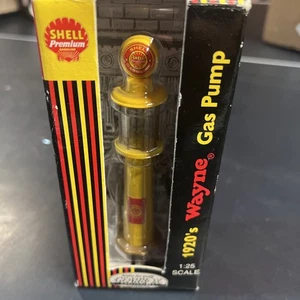 SHELL
Premium
1920's Wayne® Gas Pump
1:25
SCALE